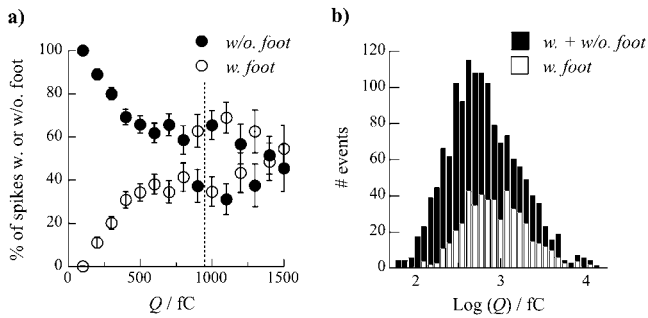 a)
w/o. foot
w. foot
% of spikes w. or w/o. foot
100
80
60
40
20
0
0
500
1000
1500
Q / fC
b)
w. + w/o. foot
w. foot
# events
120
100
80
60
40
20
0
2
3
4
Log (Q) / fC